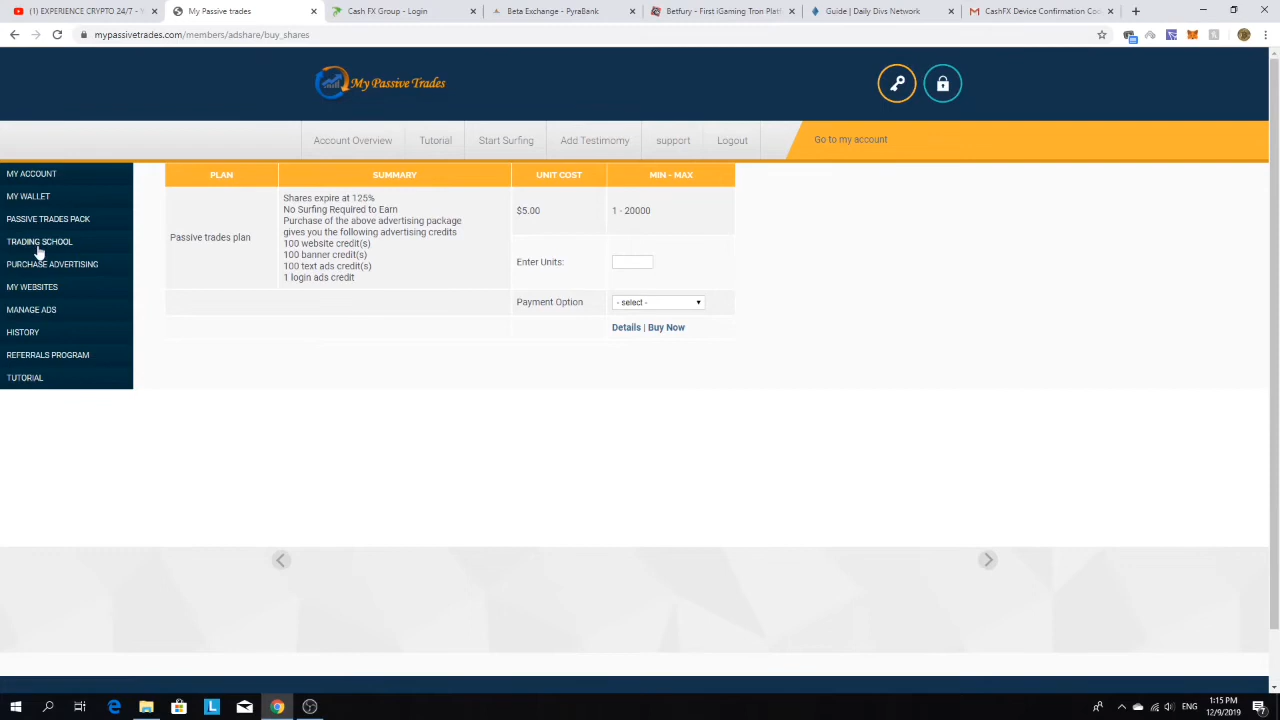 (1) EXPERIENCE CRYPTO 24/7 -
My Passive trades
Cash FX Group - Login
Beta Exchange - PyraBank
Betfury – First iGaming Tron Platf
Guide | Daily Divs Network
CashFX Device Confirmation Co
mypassivetrades.com/members/adshare/buy_shares
My Passive Trades
Account Overview
Tutorial
Start Surfing
Add Testimomy
support
Logout
Go to my account
MY ACCOUNT
MY WALLET
PASSIVE TRADES PACK
TRADING SCHOOL
PURCHASE ADVERTISING
MY WEBSITES
MANAGE ADS
HISTORY
REFERRALS PROGRAM
TUTORIAL
PLAN
SUMMARY
UNIT COST
MIN - MAX
Passive trades plan
Shares expire at 125%
No Surfing Required to Earn
Purchase of the above advertising package
gives you the following advertising credits
100 website credit(s)
100 banner credit(s)
100 text ads credit(s)
1 login ads credit
$5.00
1 - 20000
Enter Units:
Payment Option
- select -
Details | Buy Now
ENG
1:15 PM
12/9/2019
7